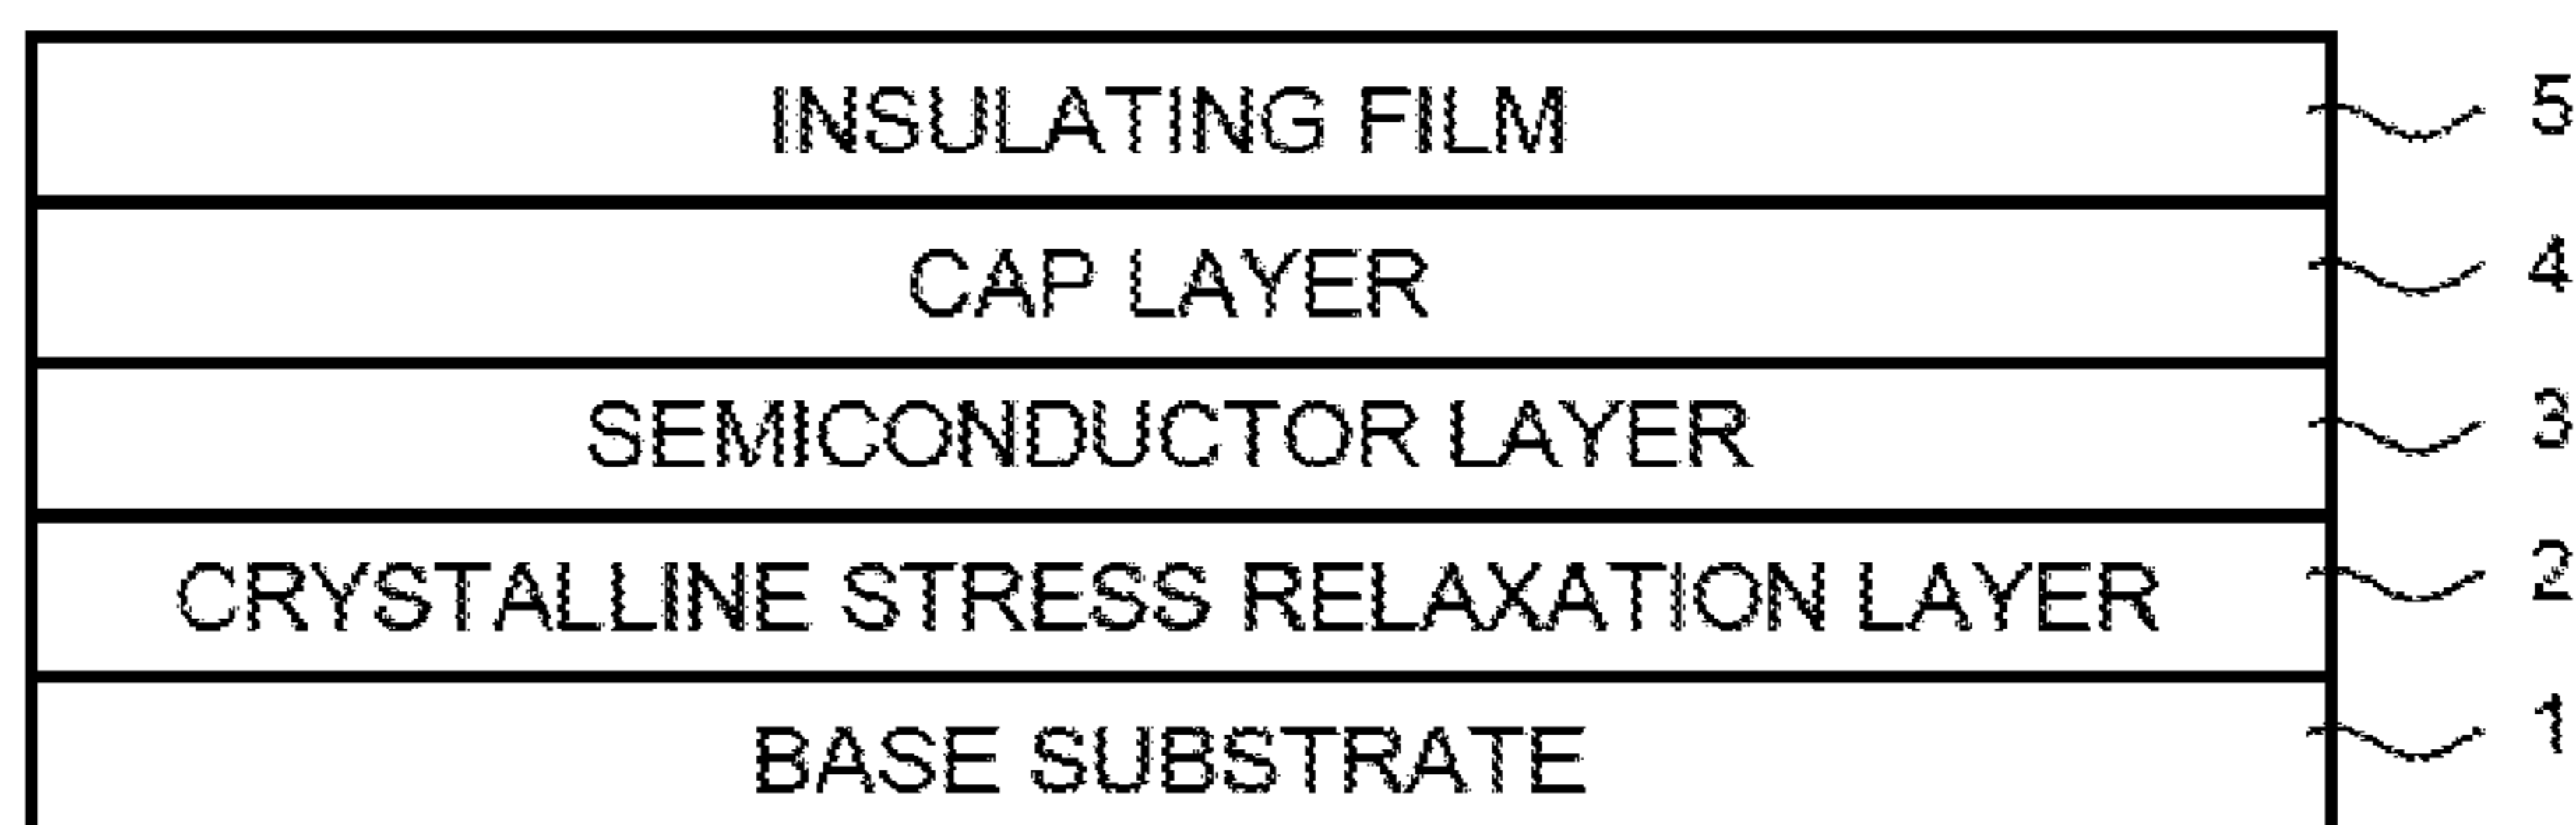 INSULATING FILM 5
CAP LAYER 4
SEMICONDUCTOR LAYER 3
CRYSTALLINE STRESS RELAXATION LAYER 2
BASE SUBSTRATE 1